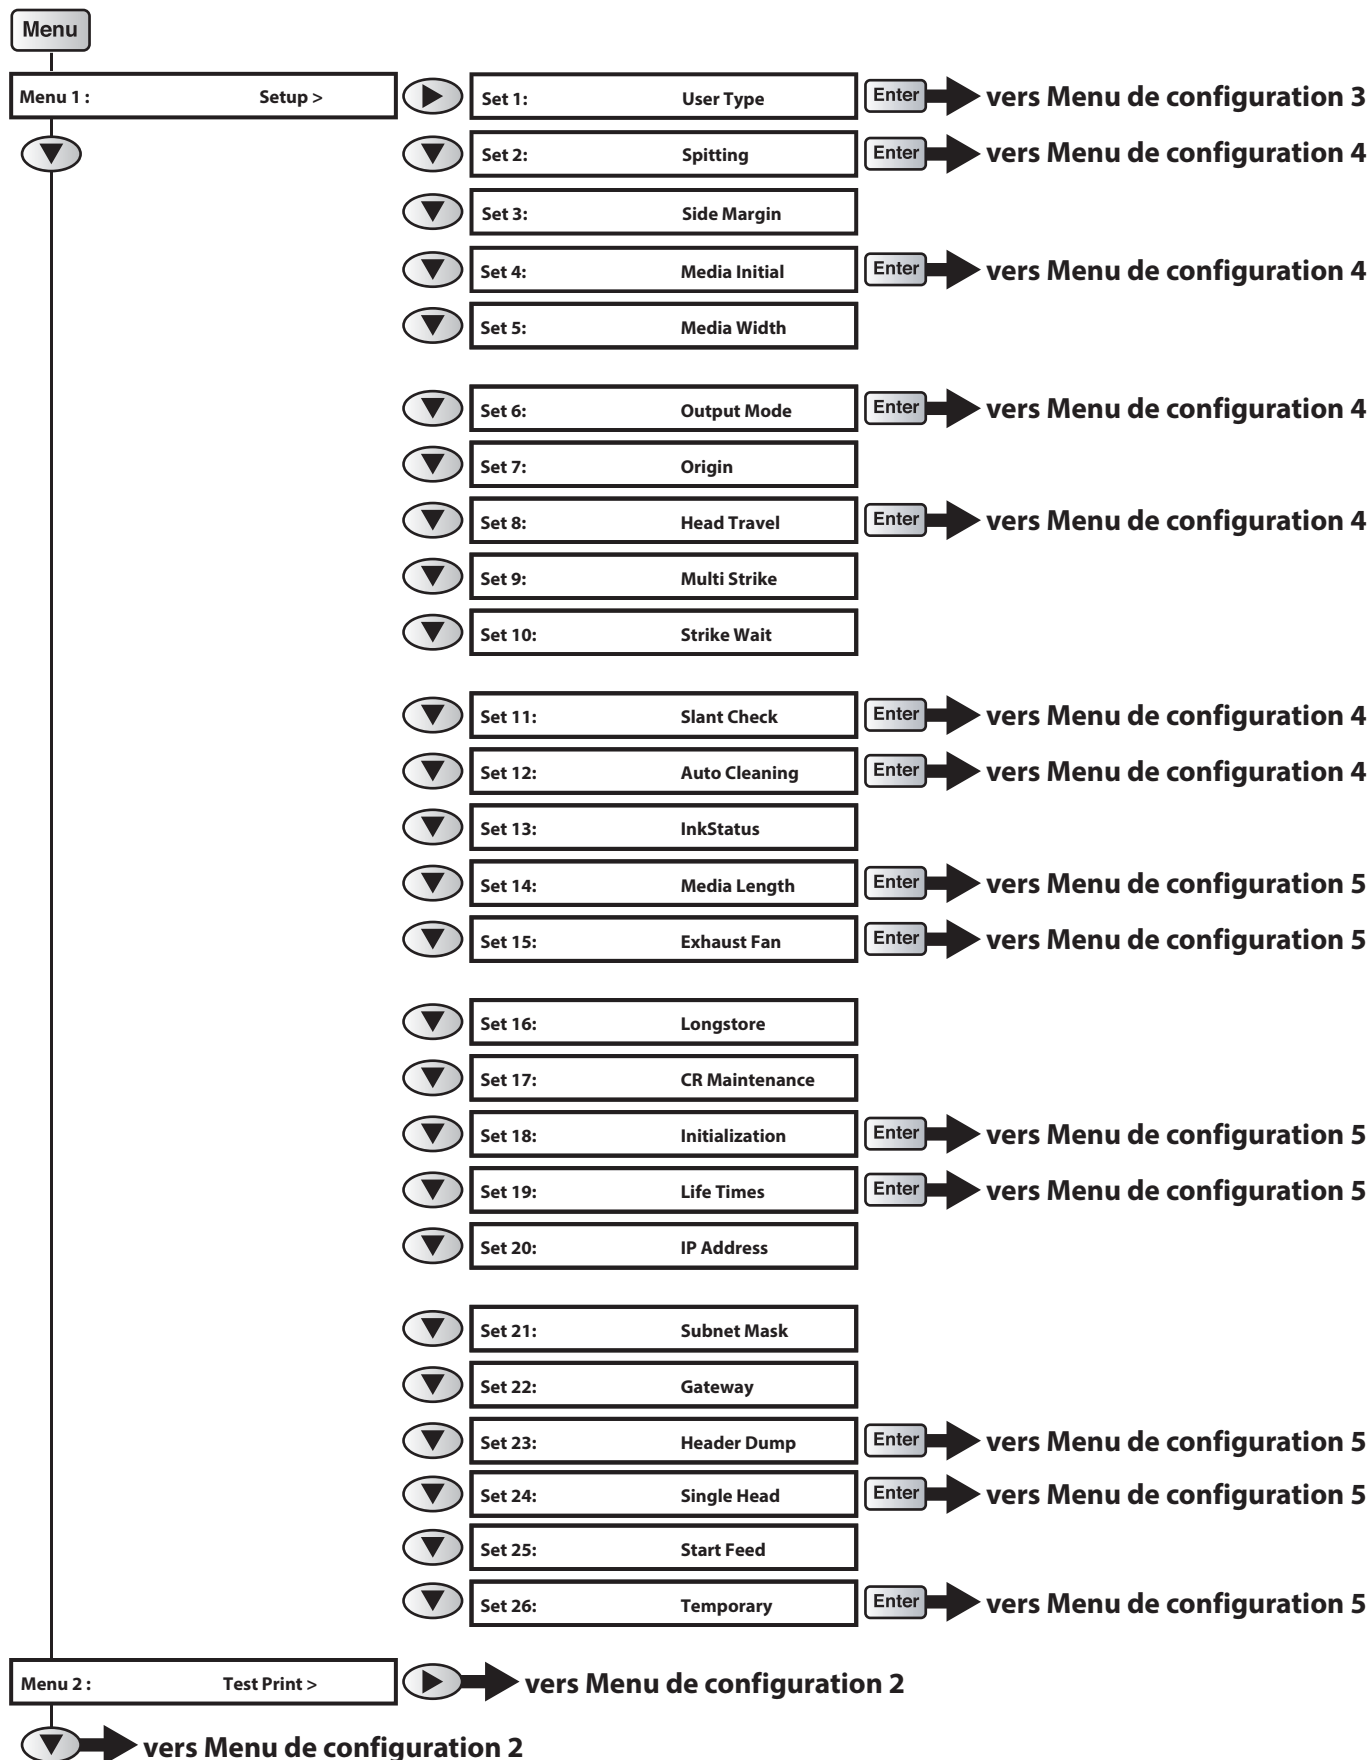 Menu
Menu 1 : Setup > Set 1: User Type Enter vers Menu de configuration 3
Set 2: Spitting Enter vers Menu de configuration 4
Set 3: Side Margin
Set 4: Media Initial Enter vers Menu de configuration 4
Set 5: Media Width
Set 6: Output Mode Enter vers Menu de configuration 4
Set 7: Origin
Set 8: Head Travel Enter vers Menu de configuration 4
Set 9: Multi Strike
Set 10: Strike Wait
Set 11: Slant Check Enter vers Menu de configuration 4
Set 12: Auto Cleaning Enter vers Menu de configuration 4
Set 13: InkStatus
Set 14: Media Length Enter vers Menu de configuration 5
Set 15: Exhaust Fan Enter vers Menu de configuration 5
Set 16: Longstore
Set 17: CR Maintenance
Set 18: Initialization Enter vers Menu de configuration 5
Set 19: Life Times Enter vers Menu de configuration 5
Set 20: IP Address
Set 21: Subnet Mask
Set 22: Gateway
Set 23: Header Dump Enter vers Menu de configuration 5
Set 24: Single Head Enter vers Menu de configuration 5
Set 25: Start Feed
Set 26: Temporary Enter vers Menu de configuration 5
Menu 2 : Test Print > vers Menu de configuration 2
vers Menu de configuration 2